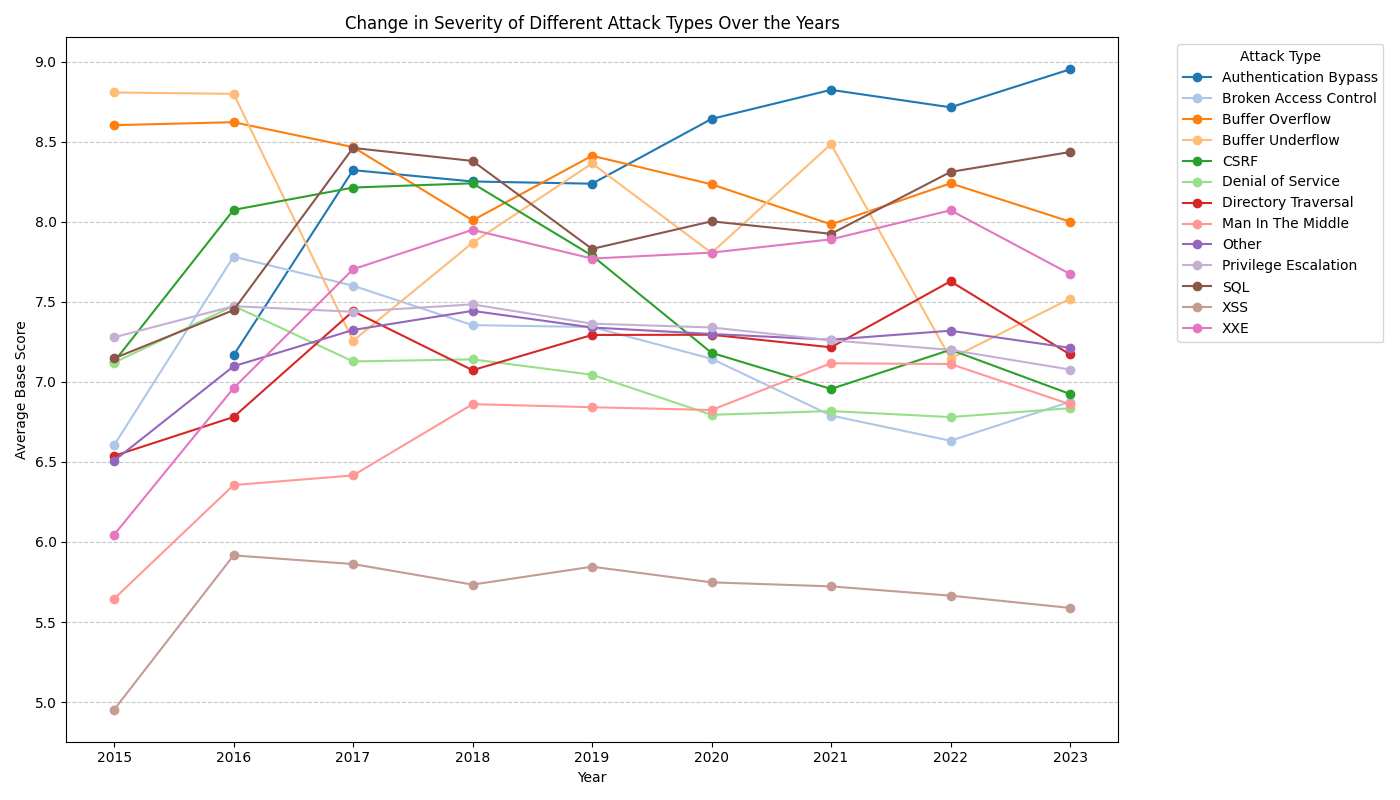 Change in Severity of Different Attack Types Over the Years
Average Base Score
9.0
8.5
8.0
7.5
7.0
6.5
6.0
5.5
5.0
2015 2016 2017 2018 2019 2020 2021 2022 2023
Year
Attack Type
Authentication Bypass
Broken Access Control
Buffer Overflow
Buffer Underflow
CSRF
Denial of Service
Directory Traversal
Man In The Middle
Other
Privilege Escalation
SQL
XSS
XXE